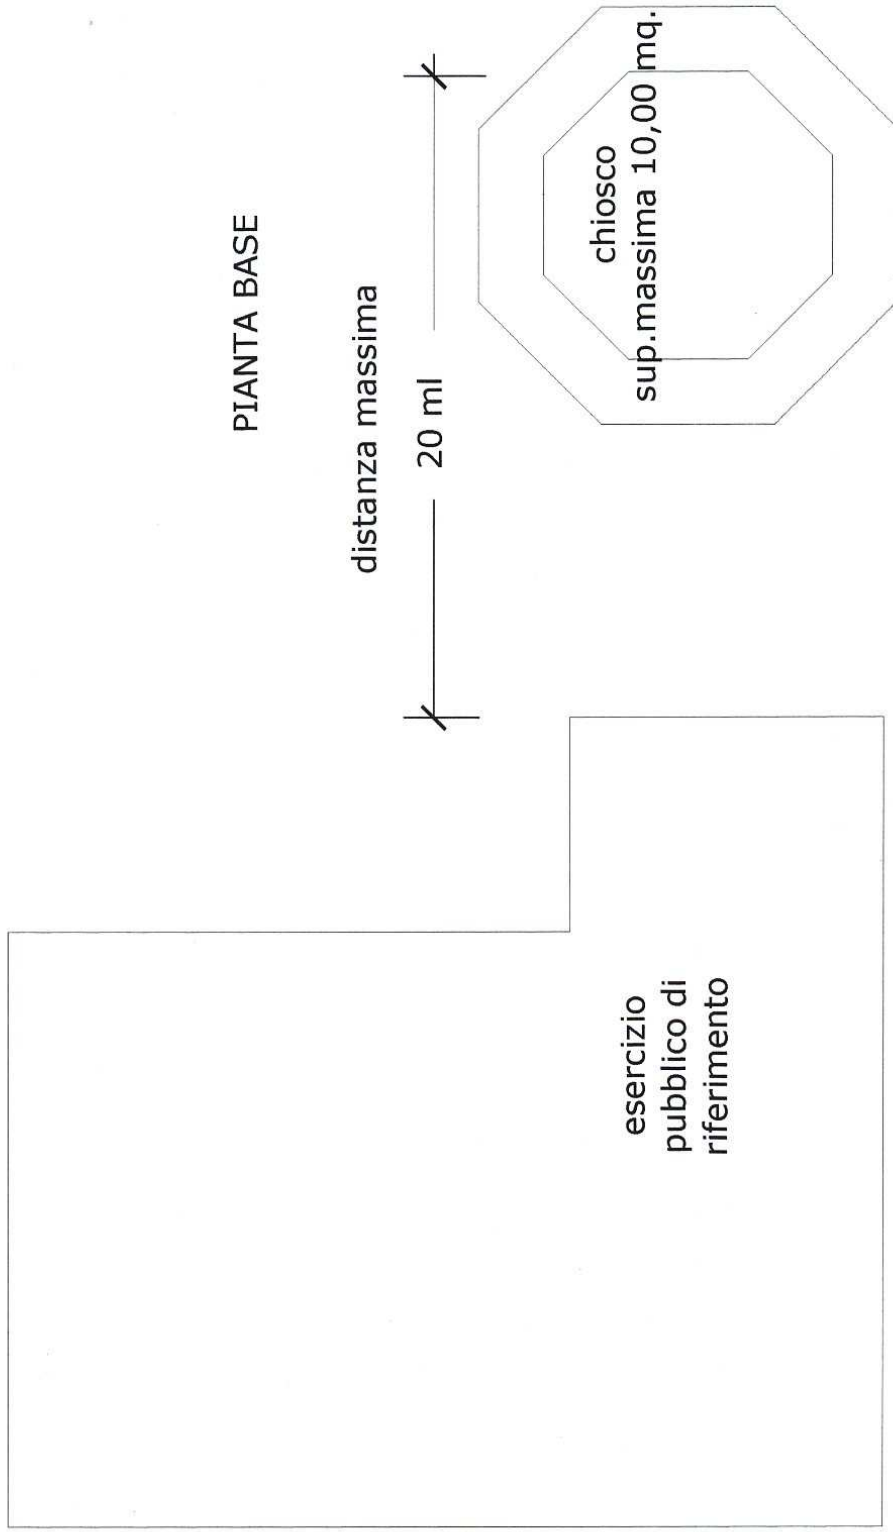 PIANTA BASE
distanza massima
20 ml
chiosco
sup.massima 10,00 mq.
esercizio
pubblico di
riferimento